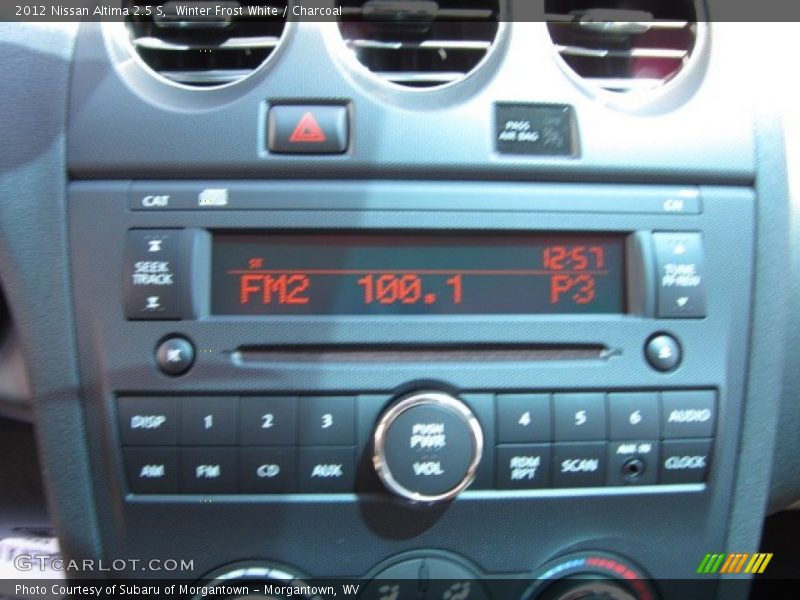 2012 Nissan Altima 2.5 S,  Winter Frost White / Charcoal
PASS
AIR BAG
CAT
CH
SEEK
TRACK
ST
12:57
FM2 100.1 P3
TUNE
DISP 1 2 3
PUSH
PWR
VOL
4 5 6 AUDIO
AM FM CD AUX
RDM
RPT
SCAN
AUX IN
CLOCK
GTCARLOT.COM
Photo Courtesy of Subaru of Morgantown - Morgantown, WV